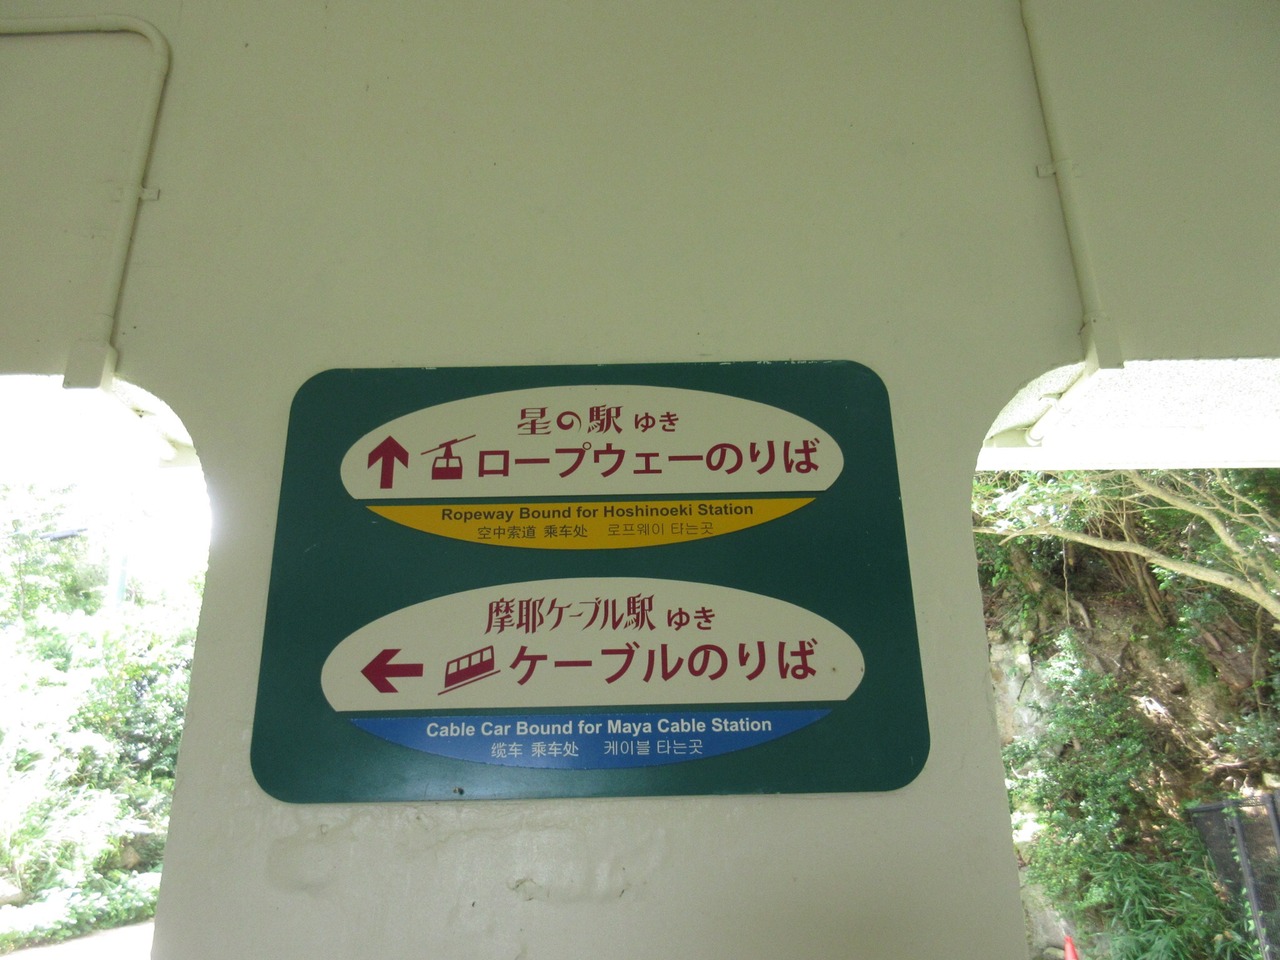 星の駅 ゆき
ロープウェーのりば
Ropeway Bound for Hoshinoeki Station
空中索道 乘车处 로프웨이 타는곳
摩耶ケーブル駅 ゆき
ケーブルのりば
Cable Car Bound for Maya Cable Station
缆车 乘车处 케이블 타는곳